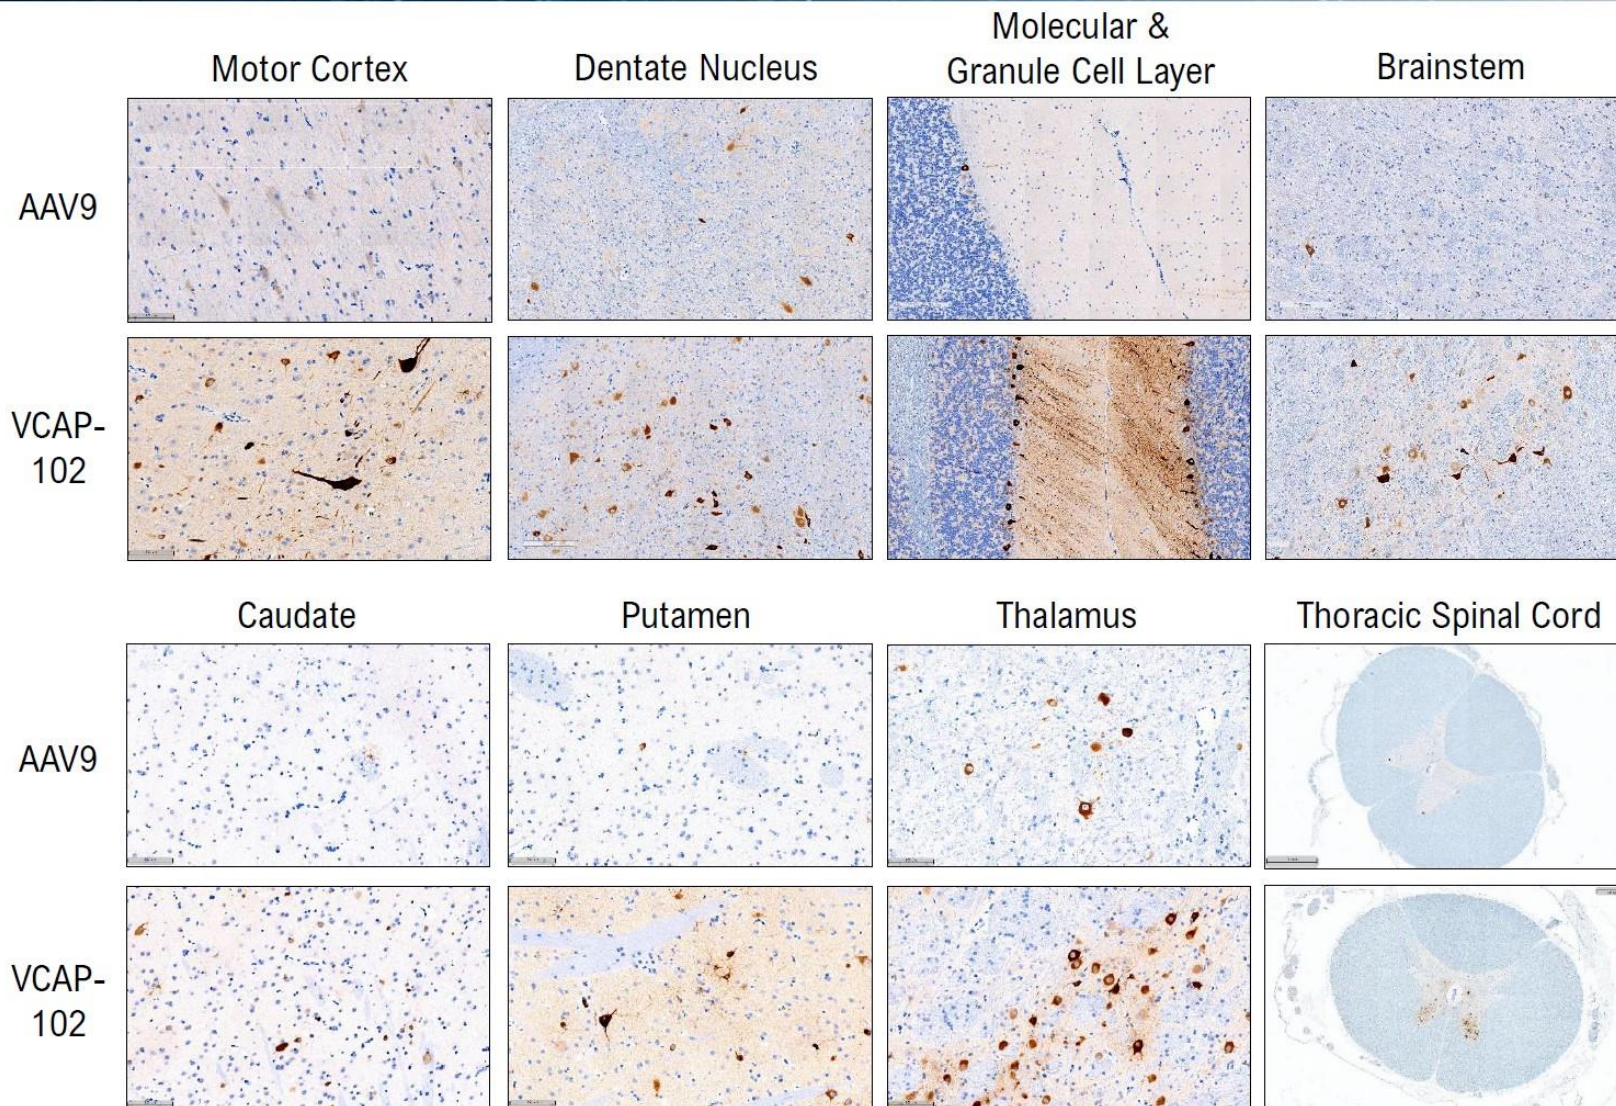 Motor Cortex
Dentate Nucleus
Molecular &
Granule Cell Layer
Brainstem
AAV9
VCAP-
102
Caudate
Putamen
Thalamus
Thoracic Spinal Cord
AAV9
VCAP-
102